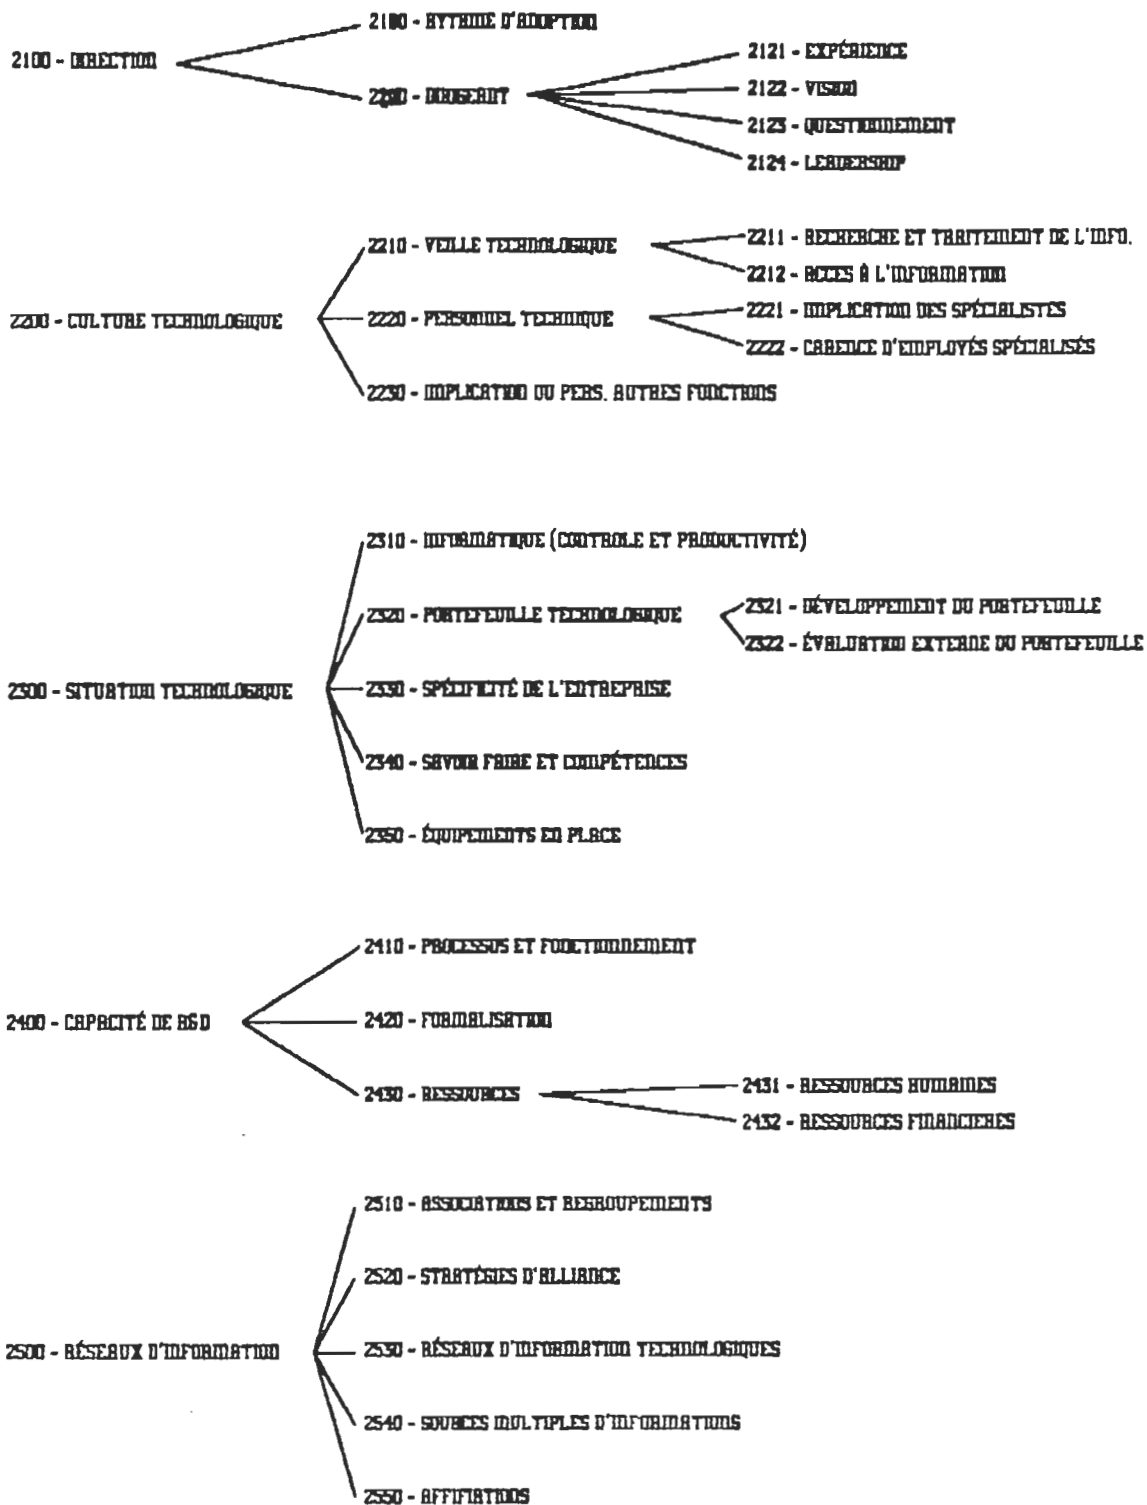 2100 - DIRECTION
2100 - RYTHME D'ADOPTION
2200 - DIRIGEANT
2121 - EXPÉRIENCE
2122 - VISION
2123 - QUESTIONNEMENT
2124 - LEADERSHIP
2200 - CULTURE TECHNOLOGIQUE
2210 - VEILLE TECHNOLOGIQUE
2211 - RECHERCHE ET TRAITEMENT DE L'INFO.
2212 - ACCES À L'INFORMATION
2220 - PERSONNEL TECHNIQUE
2221 - IMPLICATION DES SPÉCIALISTES
2222 - CARENCE D'EMPLOYÉS SPÉCIALISÉS
2230 - IMPLICATION DU PERS. AUTRES FONCTIONS
2300 - SITUATION TECHNOLOGIQUE
2310 - INFORMATIQUE (CONTROLE ET PRODUCTIVITÉ)
2320 - PORTEFEUILLE TECHNOLOGIQUE
2321 - DÉVELOPPEMENT DU PORTEFEUILLE
2322 - ÉVALUATION EXTERNE DU PORTEFEUILLE
2330 - SPÉCIFICITÉ DE L'ENTREPRISE
2340 - SAVOIR FAIRE ET COMPÉTENCES
2350 - ÉQUIPEMENTS EN PLACE
2400 - CAPACITÉ DE R&D
2410 - PROCESSUS ET FONCTIONNEMENT
2420 - FORMALISATION
2430 - RESSOURCES
2431 - RESSOURCES HUMAINES
2432 - RESSOURCES FINANCIERES
2500 - RÉSEAUX D'INFORMATION
2510 - ASSOCIATIONS ET REGROUPEMENTS
2520 - STRATÉGIES D'ALLIANCE
2530 - RÉSEAUX D'INFORMATION TECHNOLOGIQUES
2540 - SOURCES MULTIPLES D'INFORMATIONS
2550 - AFFIFIATIONS